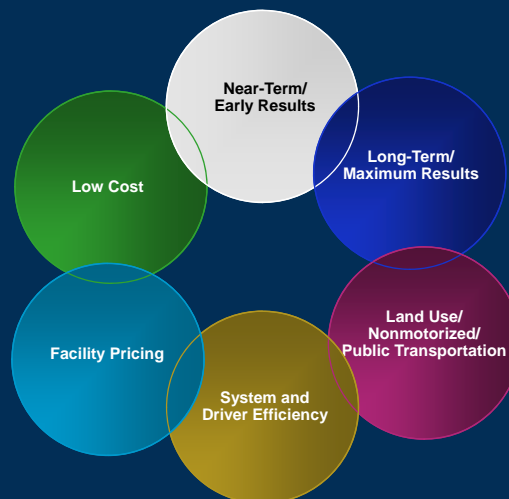 Near-Term/
Early Results
Long-Term/
Maximum Results
Land Use/
Nonmotorized/
Public Transportation
System and
Driver Efficiency
Facility Pricing
Low Cost